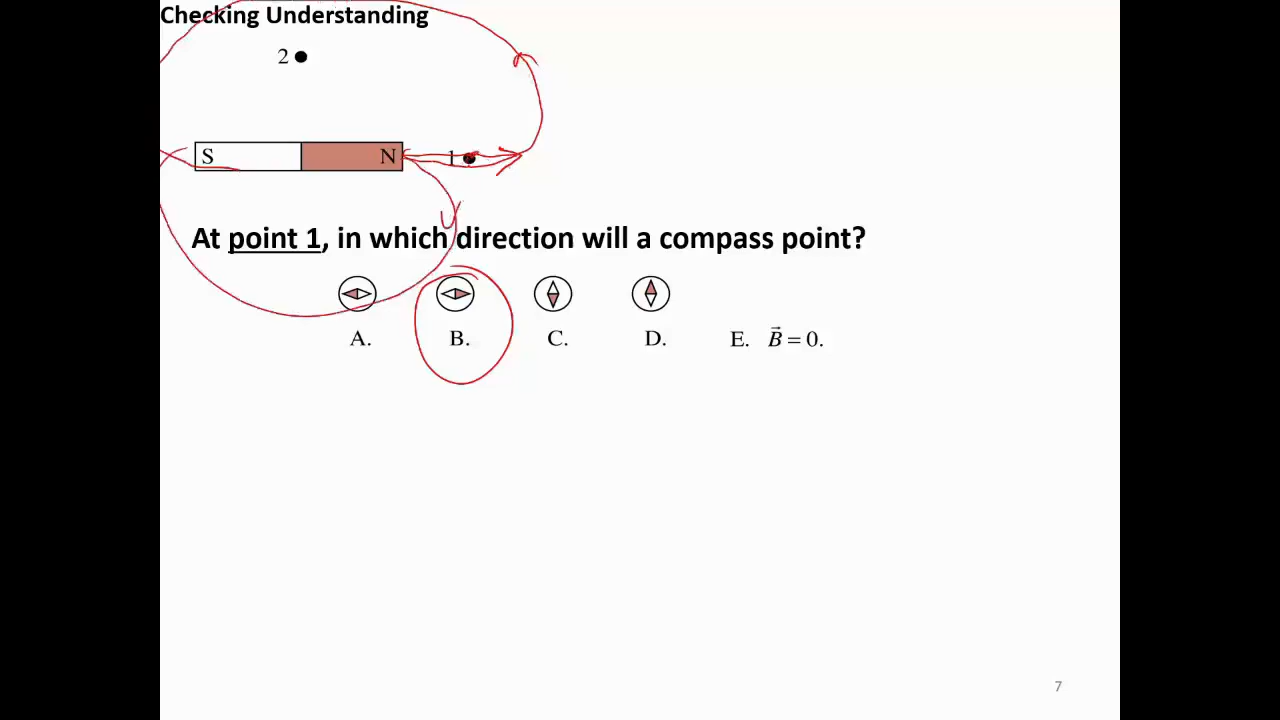 Checking Understanding
2
S N 1
At point 1, in which direction will a compass point?
A. B. C. D. E. B⃗ = 0.
7